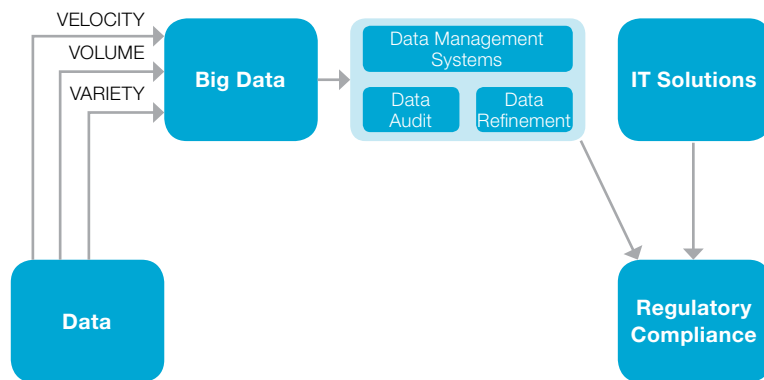 VELOCITY
VOLUME
VARIETY
Big Data
Data Management
Systems
Data
Audit
Data
Refinement
IT Solutions
Data
Regulatory
Compliance